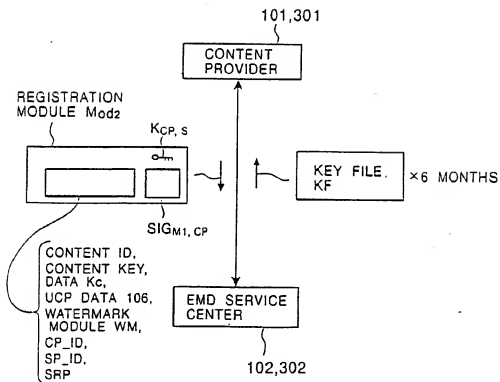 101,301
CONTENT
PROVIDER
REGISTRATION
MODULE Mod2
KCP, S
KEY FILE.
KF
×6 MONTHS
SIGM1, CP
CONTENT ID,
CONTENT KEY,
DATA Kc,
UCP DATA 106,
WATERMARK
MODULE WM,
CP_ID,
SP_ID,
SRP
EMD SERVICE
CENTER
102,302